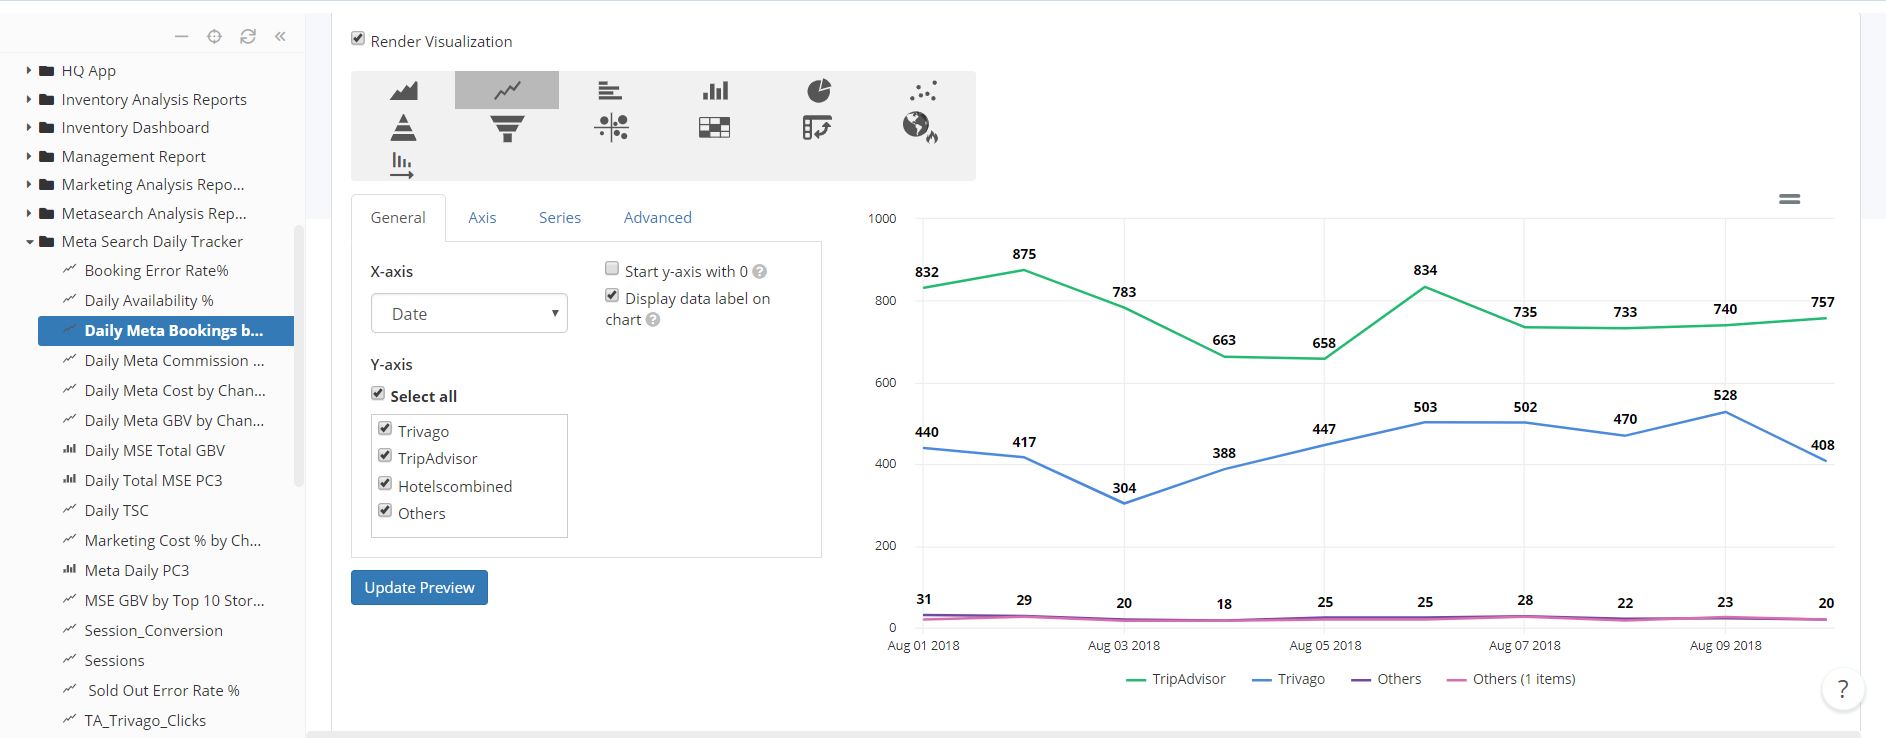 Render Visualization
HQ App
Inventory Analysis Reports
Inventory Dashboard
Management Report
Marketing Analysis Repo...
Metasearch Analysis Rep...
Meta Search Daily Tracker
Booking Error Rate%
Daily Availability %
Daily Meta Bookings b...
Daily Meta Commission ...
Daily Meta Cost by Chan...
Daily Meta GBV by Chan...
Daily MSE Total GBV
Daily Total MSE PC3
Daily TSC
Marketing Cost % by Ch...
Meta Daily PC3
MSE GBV by Top 10 Stor...
Session_Conversion
Sessions
Sold Out Error Rate %
TA_Trivago_Clicks
General Axis Series Advanced
X-axis
Date
Start y-axis with 0 ?
Display data label on
chart ?
Y-axis
Select all
Trivago
TripAdvisor
Hotelscombined
Others
Update Preview
1000
800
600
400
200
0
832 875 783 663 658 834 735 733 740 757
440 417 304 388 447 503 502 470 528 408
31 29 20 18 25 25 28 22 23 20
Aug 01 2018 Aug 03 2018 Aug 05 2018 Aug 07 2018 Aug 09 2018
TripAdvisor Trivago Others Others (1 items)
?